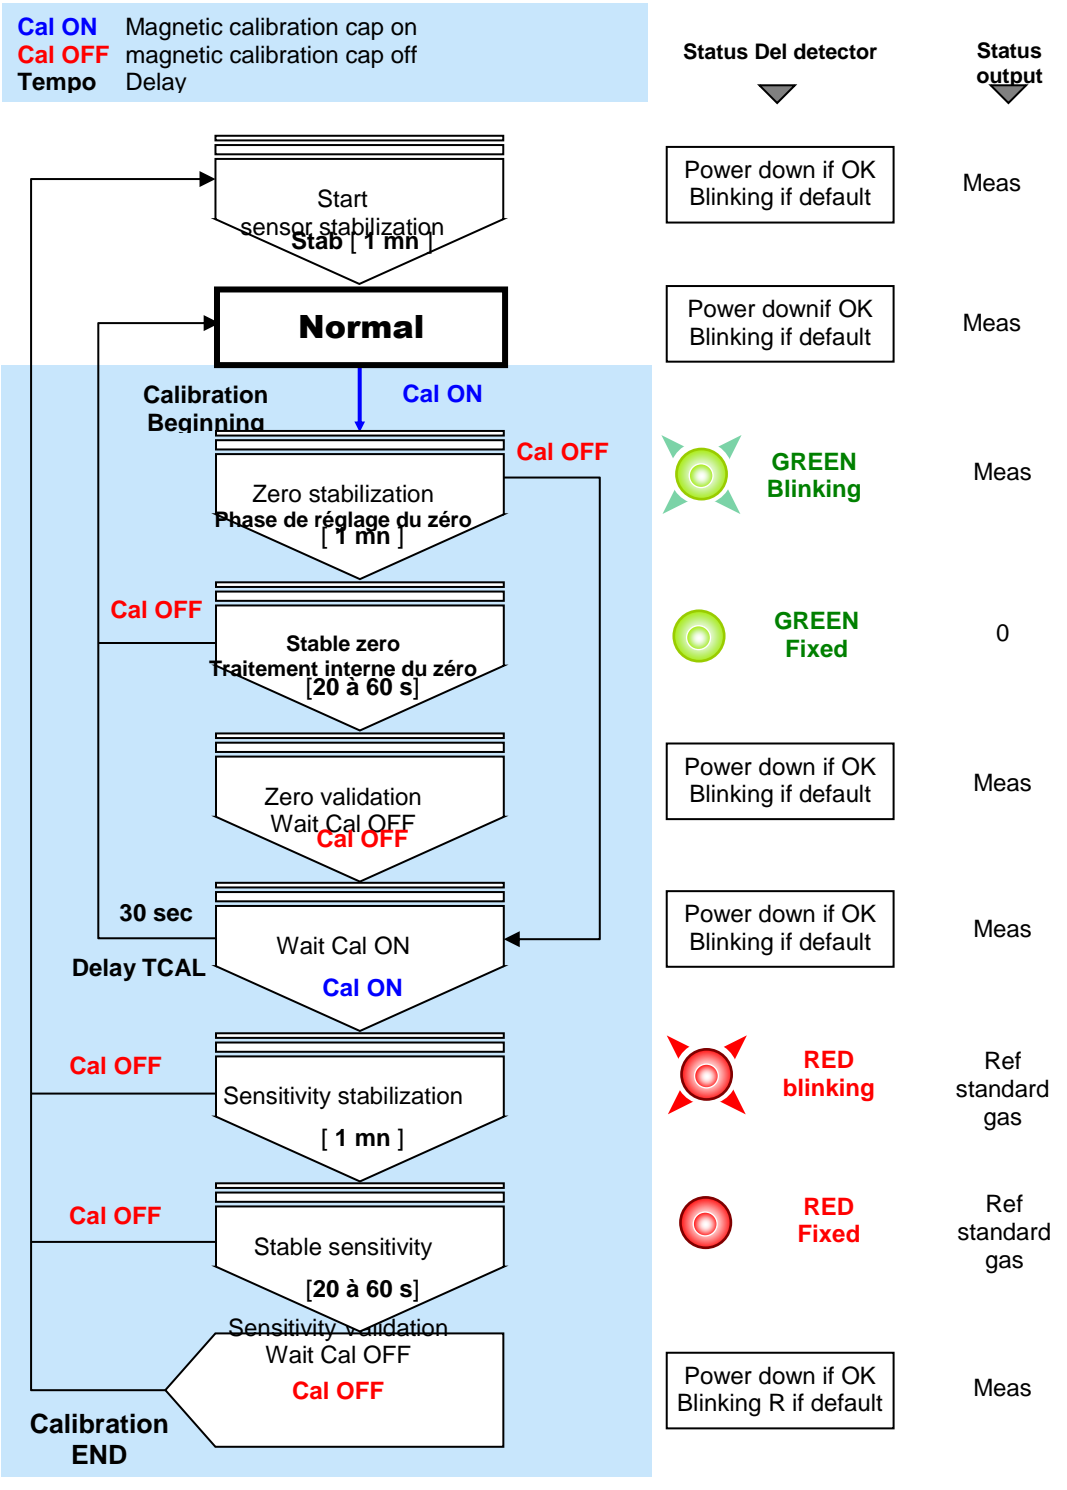 Cal ON Magnetic calibration cap on
Cal OFF magnetic calibration cap off
Tempo Delay
Status Del detector
Status
output
Start
sensor stabilization
Stab [ 1 mn ]
Power down if OK
Blinking if default
Meas
Normal
Power downif OK
Blinking if default
Meas
Calibration
Beginning
Cal ON
Cal OFF
Zero stabilization
Phase de réglage du zéro
[ 1 mn ]
GREEN
Blinking
Meas
Cal OFF
Stable zero
Traitement interne du zéro
[20 à 60 s]
GREEN
Fixed
0
Zero validation
Wait Cal OFF
Cal OFF
Power down if OK
Blinking if default
Meas
30 sec
Delay TCAL
Wait Cal ON
Cal ON
Power down if OK
Blinking if default
Meas
Cal OFF
Sensitivity stabilization
[ 1 mn ]
RED
blinking
Ref
standard
gas
Cal OFF
Stable sensitivity
[20 à 60 s]
RED
Fixed
Ref
standard
gas
Sensitivity validation
Wait Cal OFF
Cal OFF
Power down if OK
Blinking R if default
Meas
Calibration
END